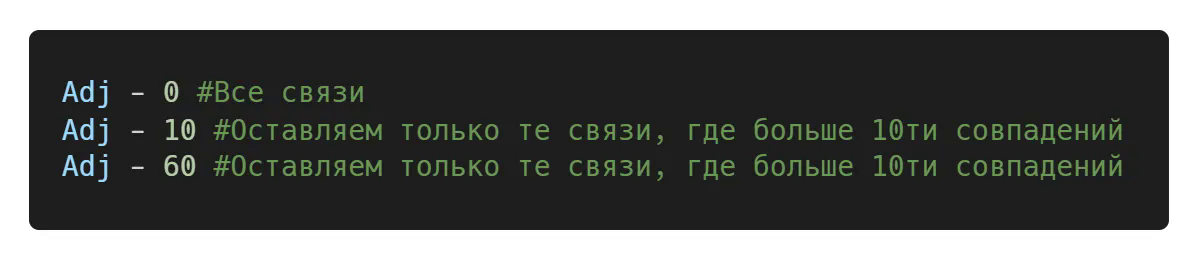 Adj - 0 #Все связи
Adj - 10 #Оставляем только те связи, где больше 10ти совпадений
Adj - 60 #Оставляем только те связи, где больше 10ти совпадений